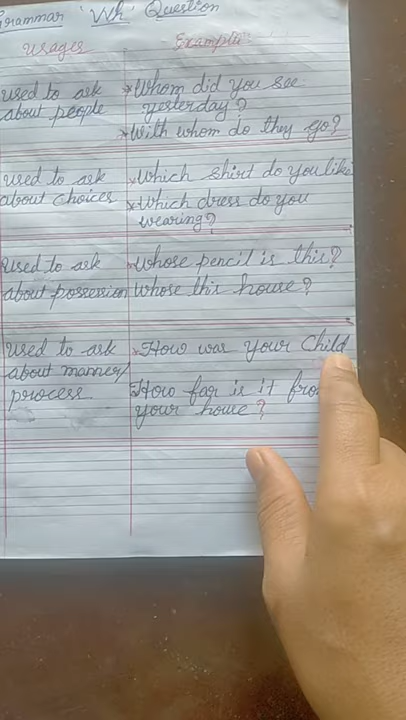 Grammar 'Wh' Question
Usages
Example
used to ask
about people
*Whom did you see
yesterday?
*With whom do they go?
used to ask
about choices
*Which shirt do you like
*Which dress do you
wearing?
used to ask
about possession
*Whose pencil is this?
Whose this house?
used to ask
about manner/
process
*How was your Child
How far is it fro
your house?